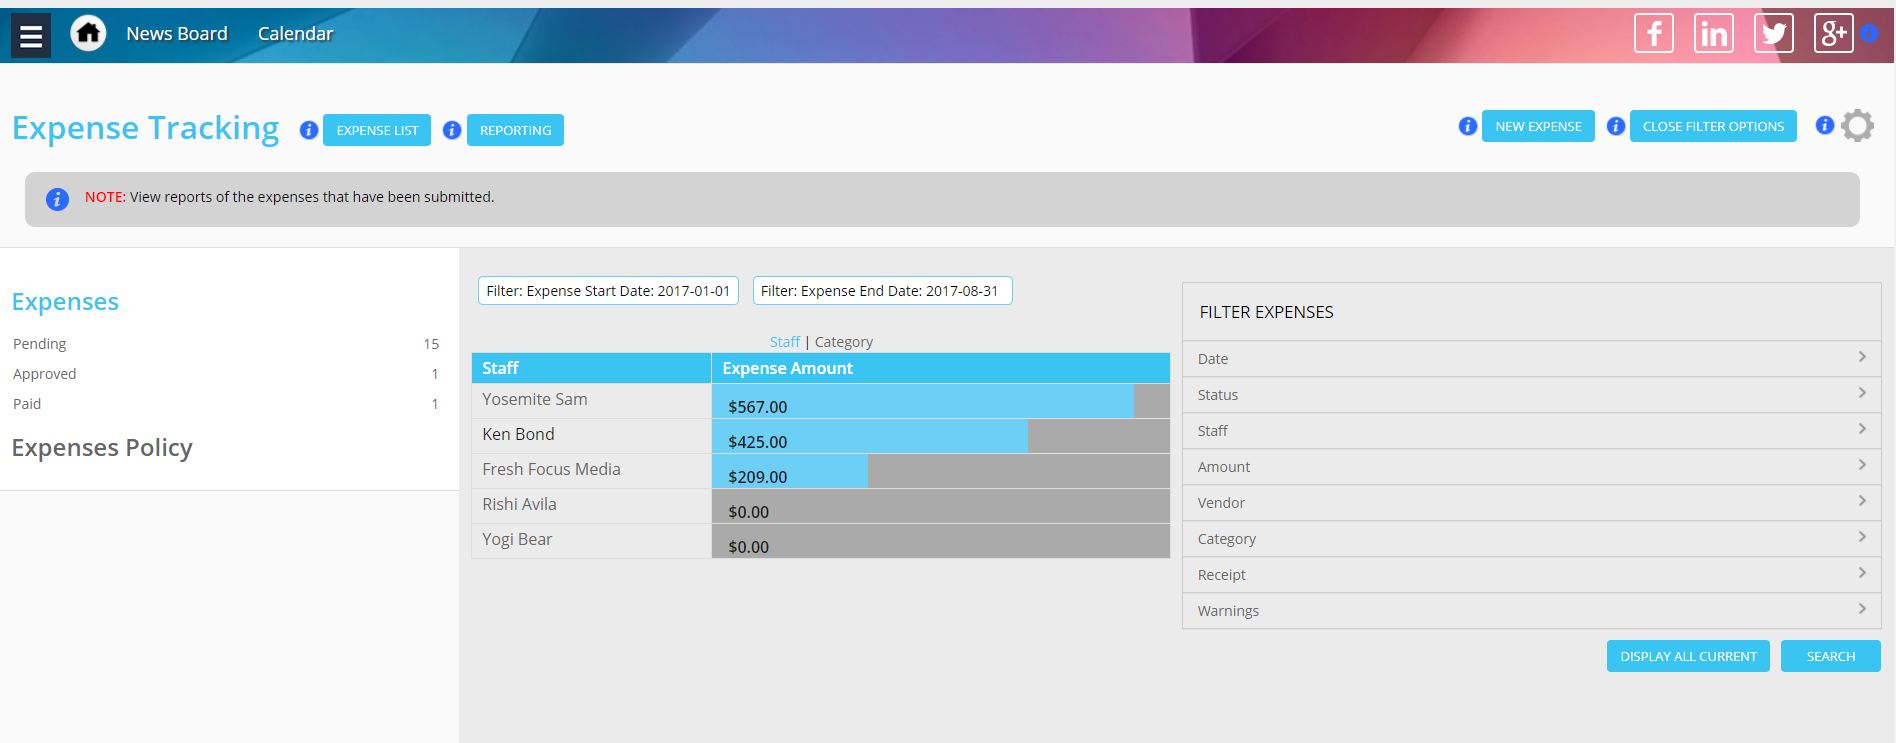 News Board Calendar
Expense Tracking EXPENSE LIST REPORTING NEW EXPENSE CLOSE FILTER OPTIONS
NOTE: View reports of the expenses that have been submitted.
Expenses
Pending 15
Approved 1
Paid 1
Expenses Policy
Filter: Expense Start Date: 2017-01-01 Filter: Expense End Date: 2017-08-31
Staff | Category
Staff Expense Amount
Yosemite Sam $567.00
Ken Bond $425.00
Fresh Focus Media $209.00
Rishi Avila $0.00
Yogi Bear $0.00
FILTER EXPENSES
Date
Status
Staff
Amount
Vendor
Category
Receipt
Warnings
DISPLAY ALL CURRENT SEARCH